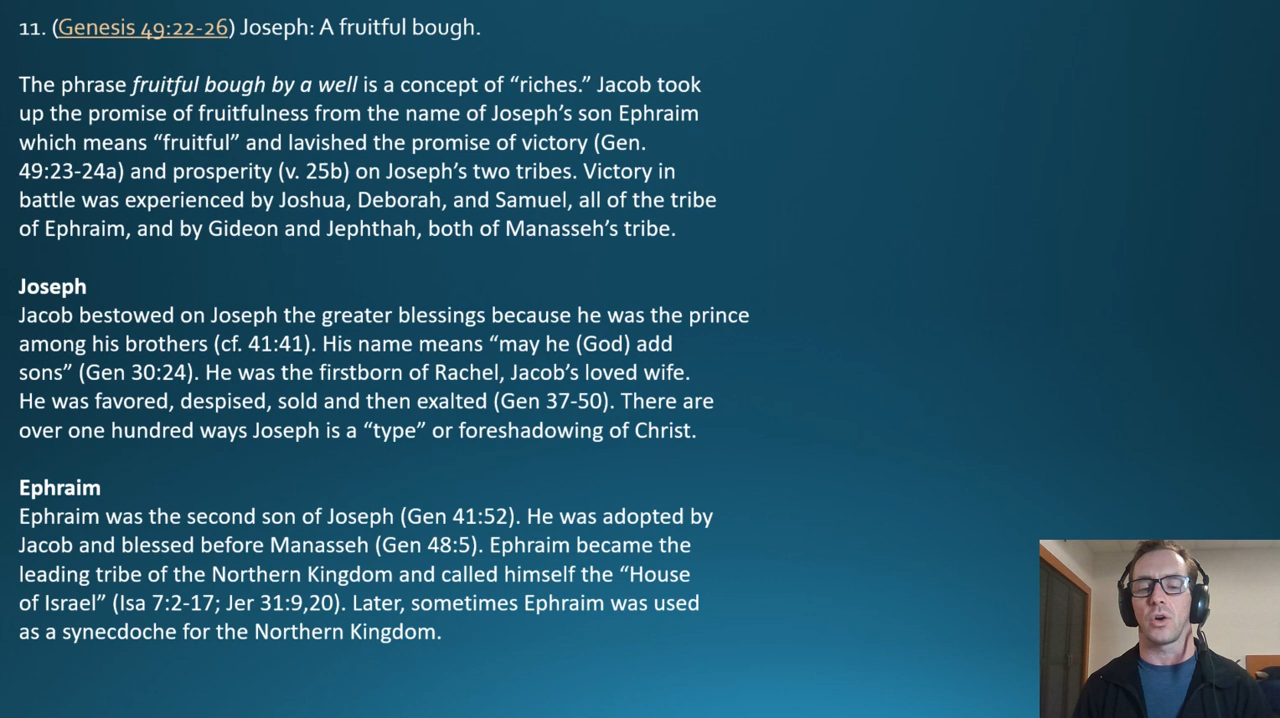 11. (Genesis 49:22-26) Joseph: A fruitful bough.
The phrase fruitful bough by a well is a concept of “riches.” Jacob took
up the promise of fruitfulness from the name of Joseph’s son Ephraim
which means “fruitful” and lavished the promise of victory (Gen.
49:23-24a) and prosperity (v. 25b) on Joseph’s two tribes. Victory in
battle was experienced by Joshua, Deborah, and Samuel, all of the tribe
of Ephraim, and by Gideon and Jephthah, both of Manasseh’s tribe.
Joseph
Jacob bestowed on Joseph the greater blessings because he was the prince
among his brothers (cf. 41:41). His name means “may he (God) add
sons” (Gen 30:24). He was the firstborn of Rachel, Jacob’s loved wife.
He was favored, despised, sold and then exalted (Gen 37-50). There are
over one hundred ways Joseph is a “type” or foreshadowing of Christ.
Ephraim
Ephraim was the second son of Joseph (Gen 41:52). He was adopted by
Jacob and blessed before Manasseh (Gen 48:5). Ephraim became the
leading tribe of the Northern Kingdom and called himself the “House
of Israel” (Isa 7:2-17; Jer 31:9,20). Later, sometimes Ephraim was used
as a synecdoche for the Northern Kingdom.